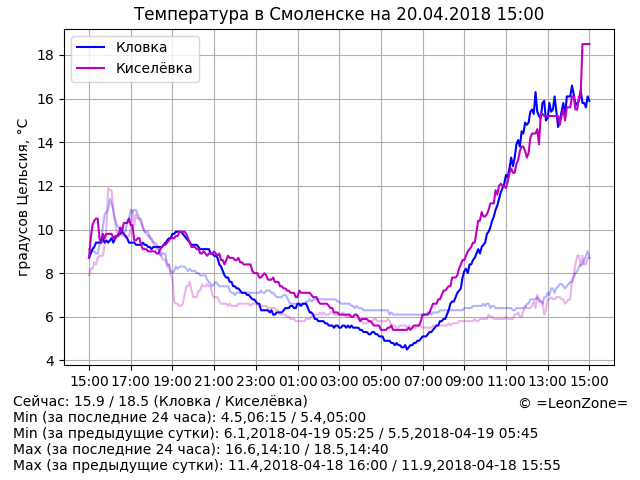 Температура в Смоленске на 20.04.2018 15:00
Кловка
Киселёвка
градусов Цельсия, °C
18
16
14
12
10
8
6
4
15:00 17:00 19:00 21:00 23:00 01:00 03:00 05:00 07:00 09:00 11:00 13:00 15:00
Сейчас: 15.9 / 18.5 (Кловка / Киселёвка)
© =LeonZone=
Min (за последние 24 часа): 4.5,06:15 / 5.4,05:00
Min (за предыдущие сутки): 6.1,2018-04-19 05:25 / 5.5,2018-04-19 05:45
Max (за последние 24 часа): 16.6,14:10 / 18.5,14:40
Max (за предыдущие сутки): 11.4,2018-04-18 16:00 / 11.9,2018-04-18 15:55